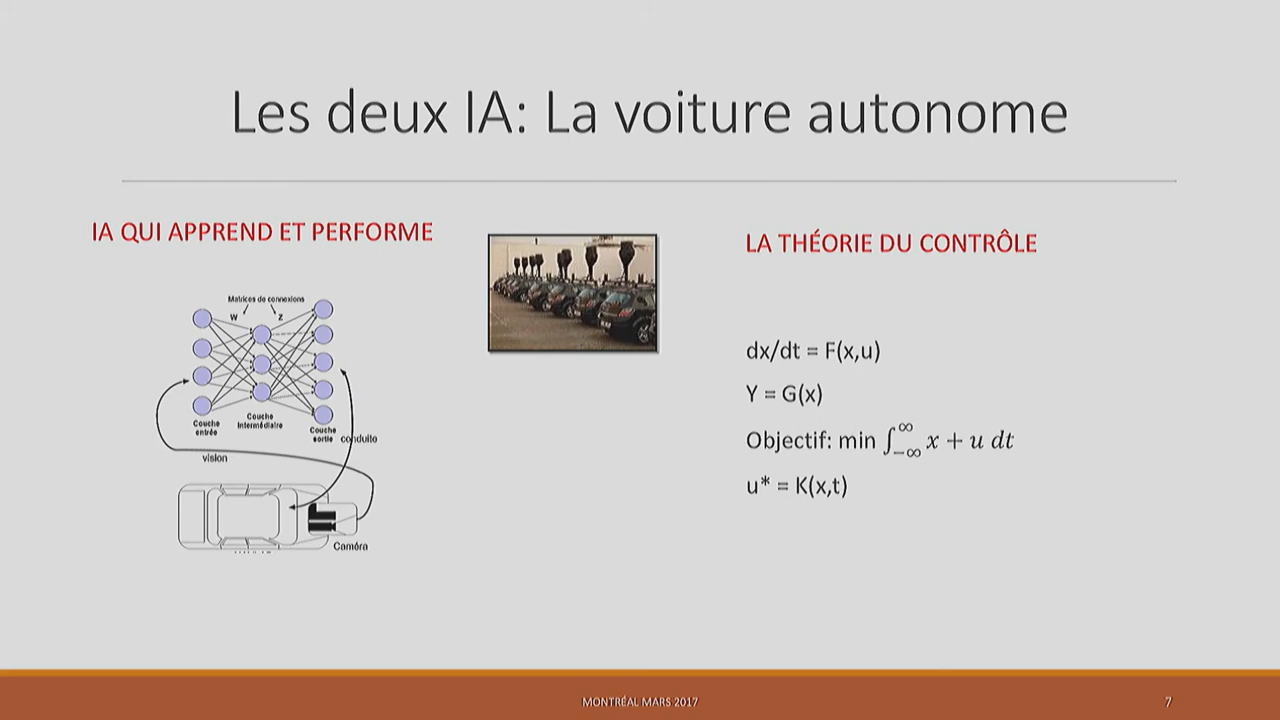 Les deux IA: La voiture autonome
IA QUI APPREND ET PERFORME
Matrices de connexions
W Z
Couche entrée
Couche Intermédiaire
Couche sortie
conduite
vision
Caméra
LA THÉORIE DU CONTRÔLE
dx/dt = F(x,u)
Y = G(x)
Objectif: min ∫_{-∞}^{∞} x + u dt
u* = K(x,t)
MONTRÉAL MARS 2017
7